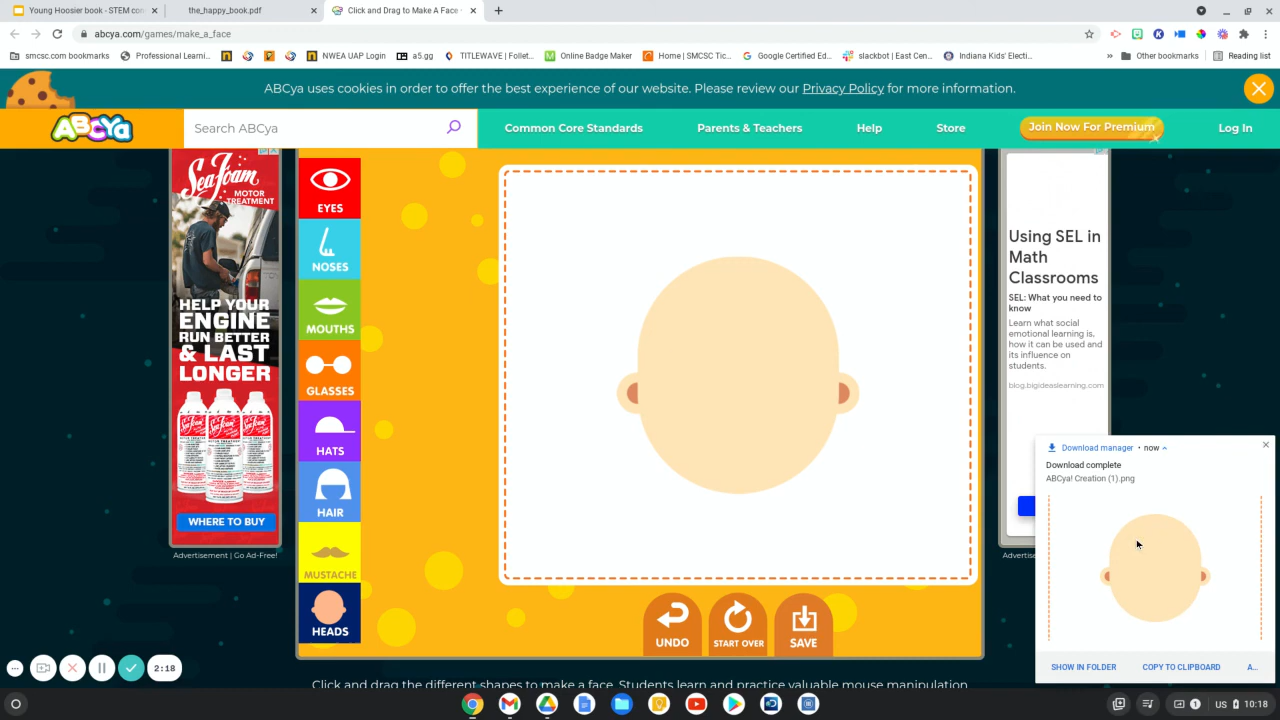 Young Hoosier book - STEM con
the_happy_book.pdf
Click and Drag to Make A Face -
abcya.com/games/make_a_face
smcsc.com bookmarks
Professional Learni...
NWEA UAP Login
a5.gg
TITLEWAVE | Follet...
Online Badge Maker
Home | SMCSC Tic...
Google Certified Ed...
slackbot | East Cen...
Indiana Kids' Electi...
»
Other bookmarks
Reading list
ABCya uses cookies in order to offer the best experience of our website. Please review our Privacy Policy for more information.
ABCya
Search ABCya
Common Core Standards
Parents & Teachers
Help
Store
Join Now For Premium
Log In
Sea Foam
MOTOR
TREATMENT
HELP YOUR
ENGINE
RUN BETTER
& LAST
LONGER
WHERE TO BUY
Advertisement | Go Ad-Free!
EYES
NOSES
MOUTHS
GLASSES
HATS
HAIR
MUSTACHE
HEADS
UNDO
START OVER
SAVE
Using SEL in
Math
Classrooms
SEL: What you need to
know
Learn what social
emotional learning is,
how it can be used and
its influence on
students.
blog.bigideaslearning.com
Advertise
Download manager • now
Download complete
ABCya! Creation (1).png
SHOW IN FOLDER
COPY TO CLIPBOARD
A...
2:18
Click and drag the different shapes to make a face. Students learn and practice valuable mouse manipulation
1
US
10:18